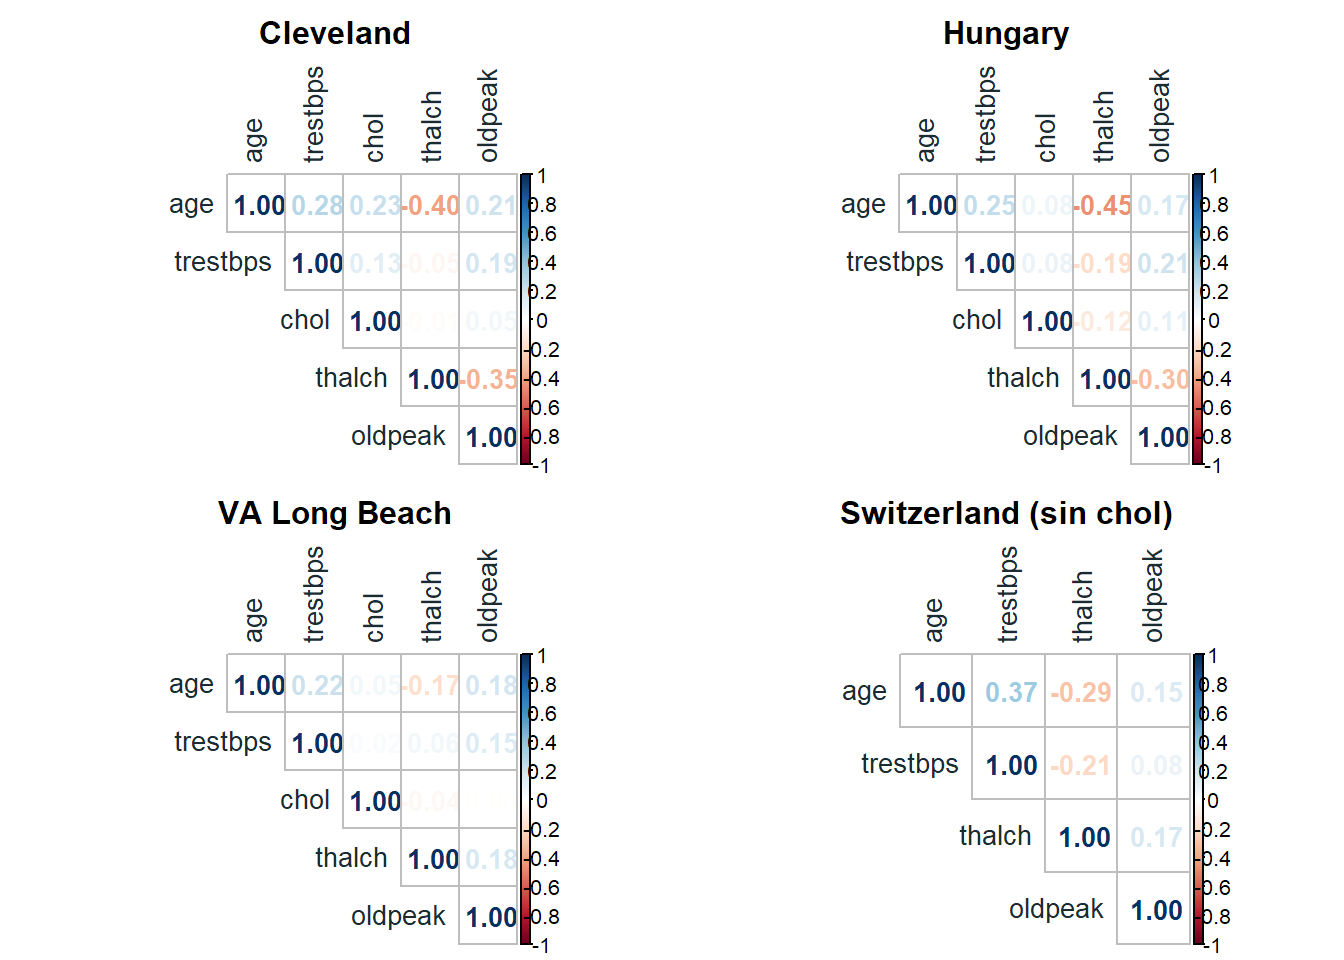 Cleveland
age trestbps chol thalch oldpeak
age 1.00 0.28 0.23 -0.40 0.21
trestbps 1.00 0.13 -0.05 0.19
chol 1.00 0.05
thalch 1.00 -0.35
oldpeak 1.00
1
0.8
0.6
0.4
0.2
0
-0.2
-0.4
-0.6
-0.8
-1
Hungary
age trestbps chol thalch oldpeak
age 1.00 0.25 0.08 -0.45 0.17
trestbps 1.00 0.08 -0.19 0.21
chol 1.00 -0.12 0.11
thalch 1.00 -0.30
oldpeak 1.00
1
0.8
0.6
0.4
0.2
0
-0.2
-0.4
-0.6
-0.8
-1
VA Long Beach
age trestbps chol thalch oldpeak
age 1.00 0.22 0.05 -0.17 0.18
trestbps 1.00 0.02 0.06 0.15
chol 1.00 -0.04
thalch 1.00 0.18
oldpeak 1.00
1
0.8
0.6
0.4
0.2
0
-0.2
-0.4
-0.6
-0.8
-1
Switzerland (sin chol)
age trestbps thalch oldpeak
age 1.00 0.37 -0.29 0.15
trestbps 1.00 -0.21 0.08
thalch 1.00 0.17
oldpeak 1.00
1
0.8
0.6
0.4
0.2
0
-0.2
-0.4
-0.6
-0.8
-1